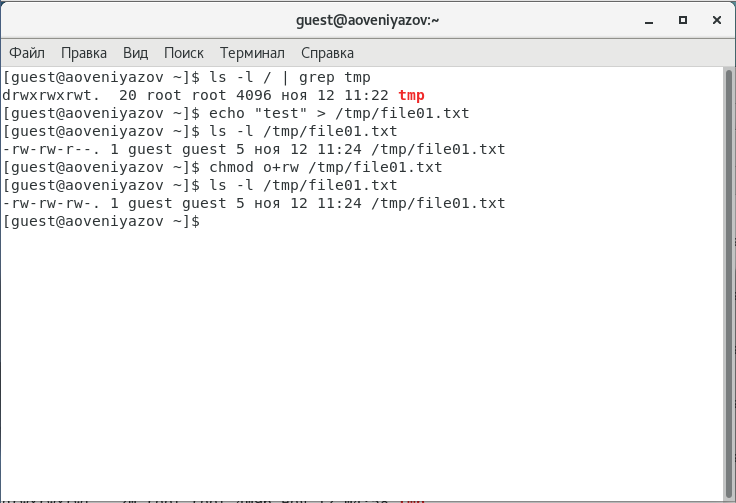 guest@aoveniyazov:~
Файл Правка Вид Поиск Терминал Справка
[guest@aoveniyazov ~]$ ls -l / | grep tmp
drwxrwxrwt.  20 root root 4096 ноя 12 11:22 tmp
[guest@aoveniyazov ~]$ echo "test" > /tmp/file01.txt
[guest@aoveniyazov ~]$ ls -l /tmp/file01.txt
-rw-rw-r--. 1 guest guest 5 ноя 12 11:24 /tmp/file01.txt
[guest@aoveniyazov ~]$ chmod o+rw /tmp/file01.txt
[guest@aoveniyazov ~]$ ls -l /tmp/file01.txt
-rw-rw-rw-. 1 guest guest 5 ноя 12 11:24 /tmp/file01.txt
[guest@aoveniyazov ~]$